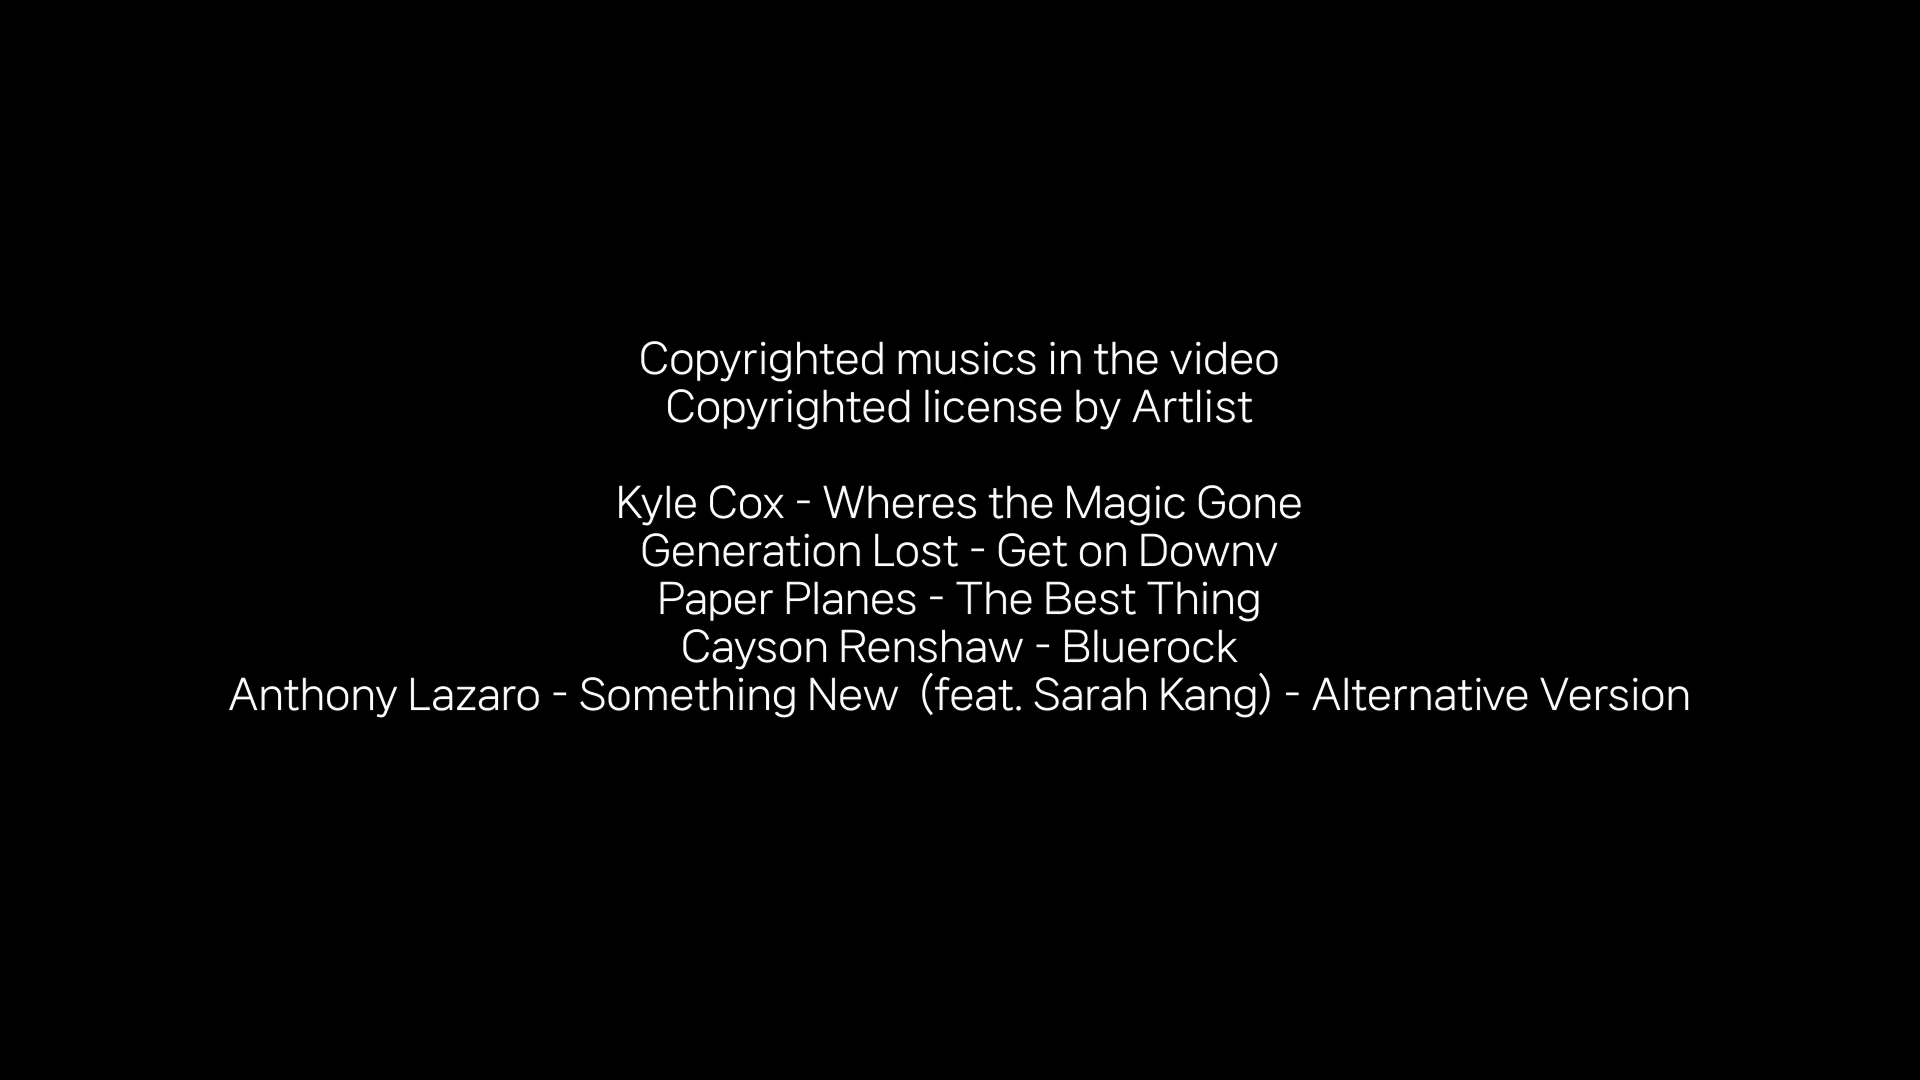 Copyrighted musics in the video
Copyrighted license by Artlist
Kyle Cox - Wheres the Magic Gone
Generation Lost - Get on Downv
Paper Planes - The Best Thing
Cayson Renshaw - Bluerock
Anthony Lazaro - Something New  (feat. Sarah Kang) - Alternative Version